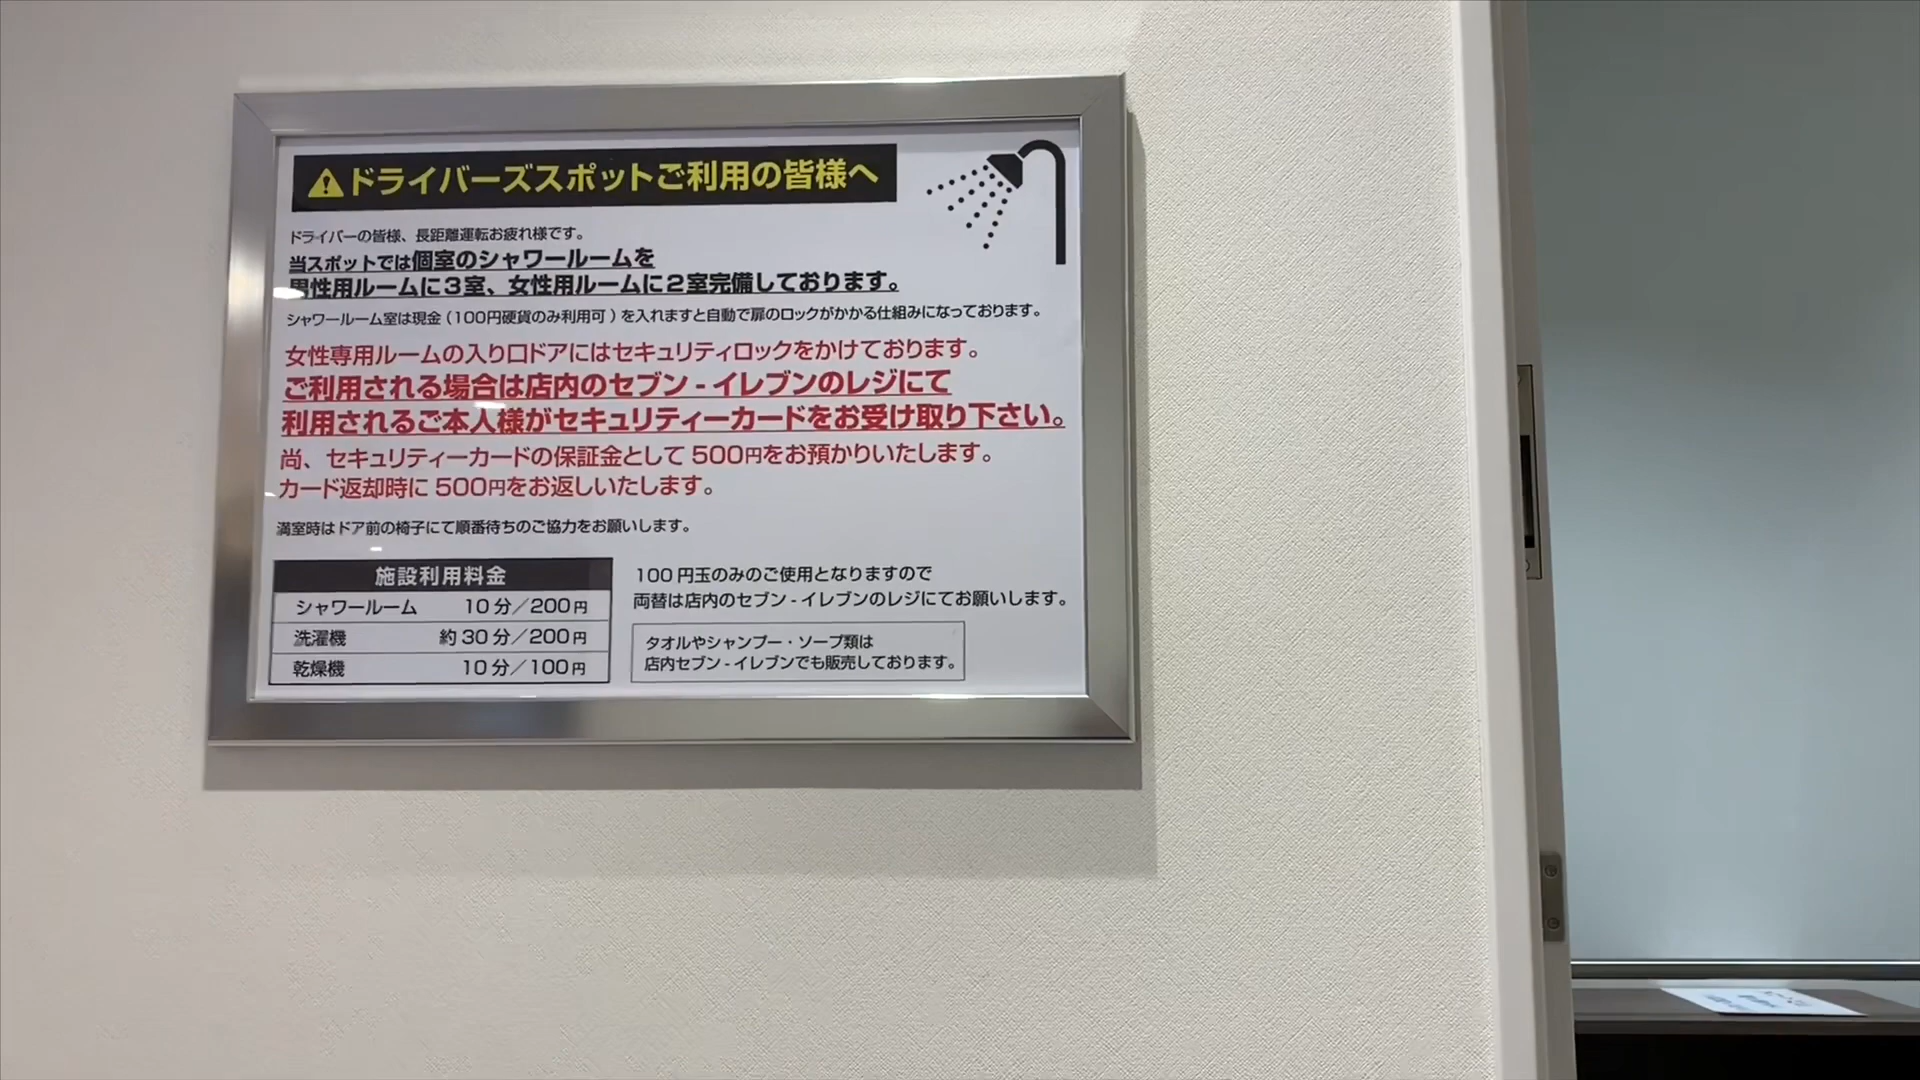 ドライバーズスポットご利用の皆様へ
ドライバーの皆様、長距離運転お疲れ様です。
当スポットでは個室のシャワールームを
男性用ルームに3室、女性用ルームに2室完備しております。
シャワールーム室は現金(100円硬貨のみ利用可)を入れますと自動で扉のロックがかかる仕組みになっております。
女性専用ルームの入り口ドアにはセキュリティロックをかけております。
ご利用される場合は店内のセブン-イレブンのレジにて
利用されるご本人様がセキュリティーカードをお受け取り下さい。
尚、セキュリティーカードの保証金として500円をお預かりいたします。
カード返却時に500円をお返しいたします。
満室時はドア前の椅子にて順番待ちのご協力をお願いします。
施設利用料金
シャワールーム 10分/200円
洗濯機 約30分/200円
乾燥機 10分/100円
100円玉のみのご使用となりますので
両替は店内のセブン-イレブンのレジにてお願いします。
タオルやシャンプー・ソープ類は
店内セブン-イレブンでも販売しております。